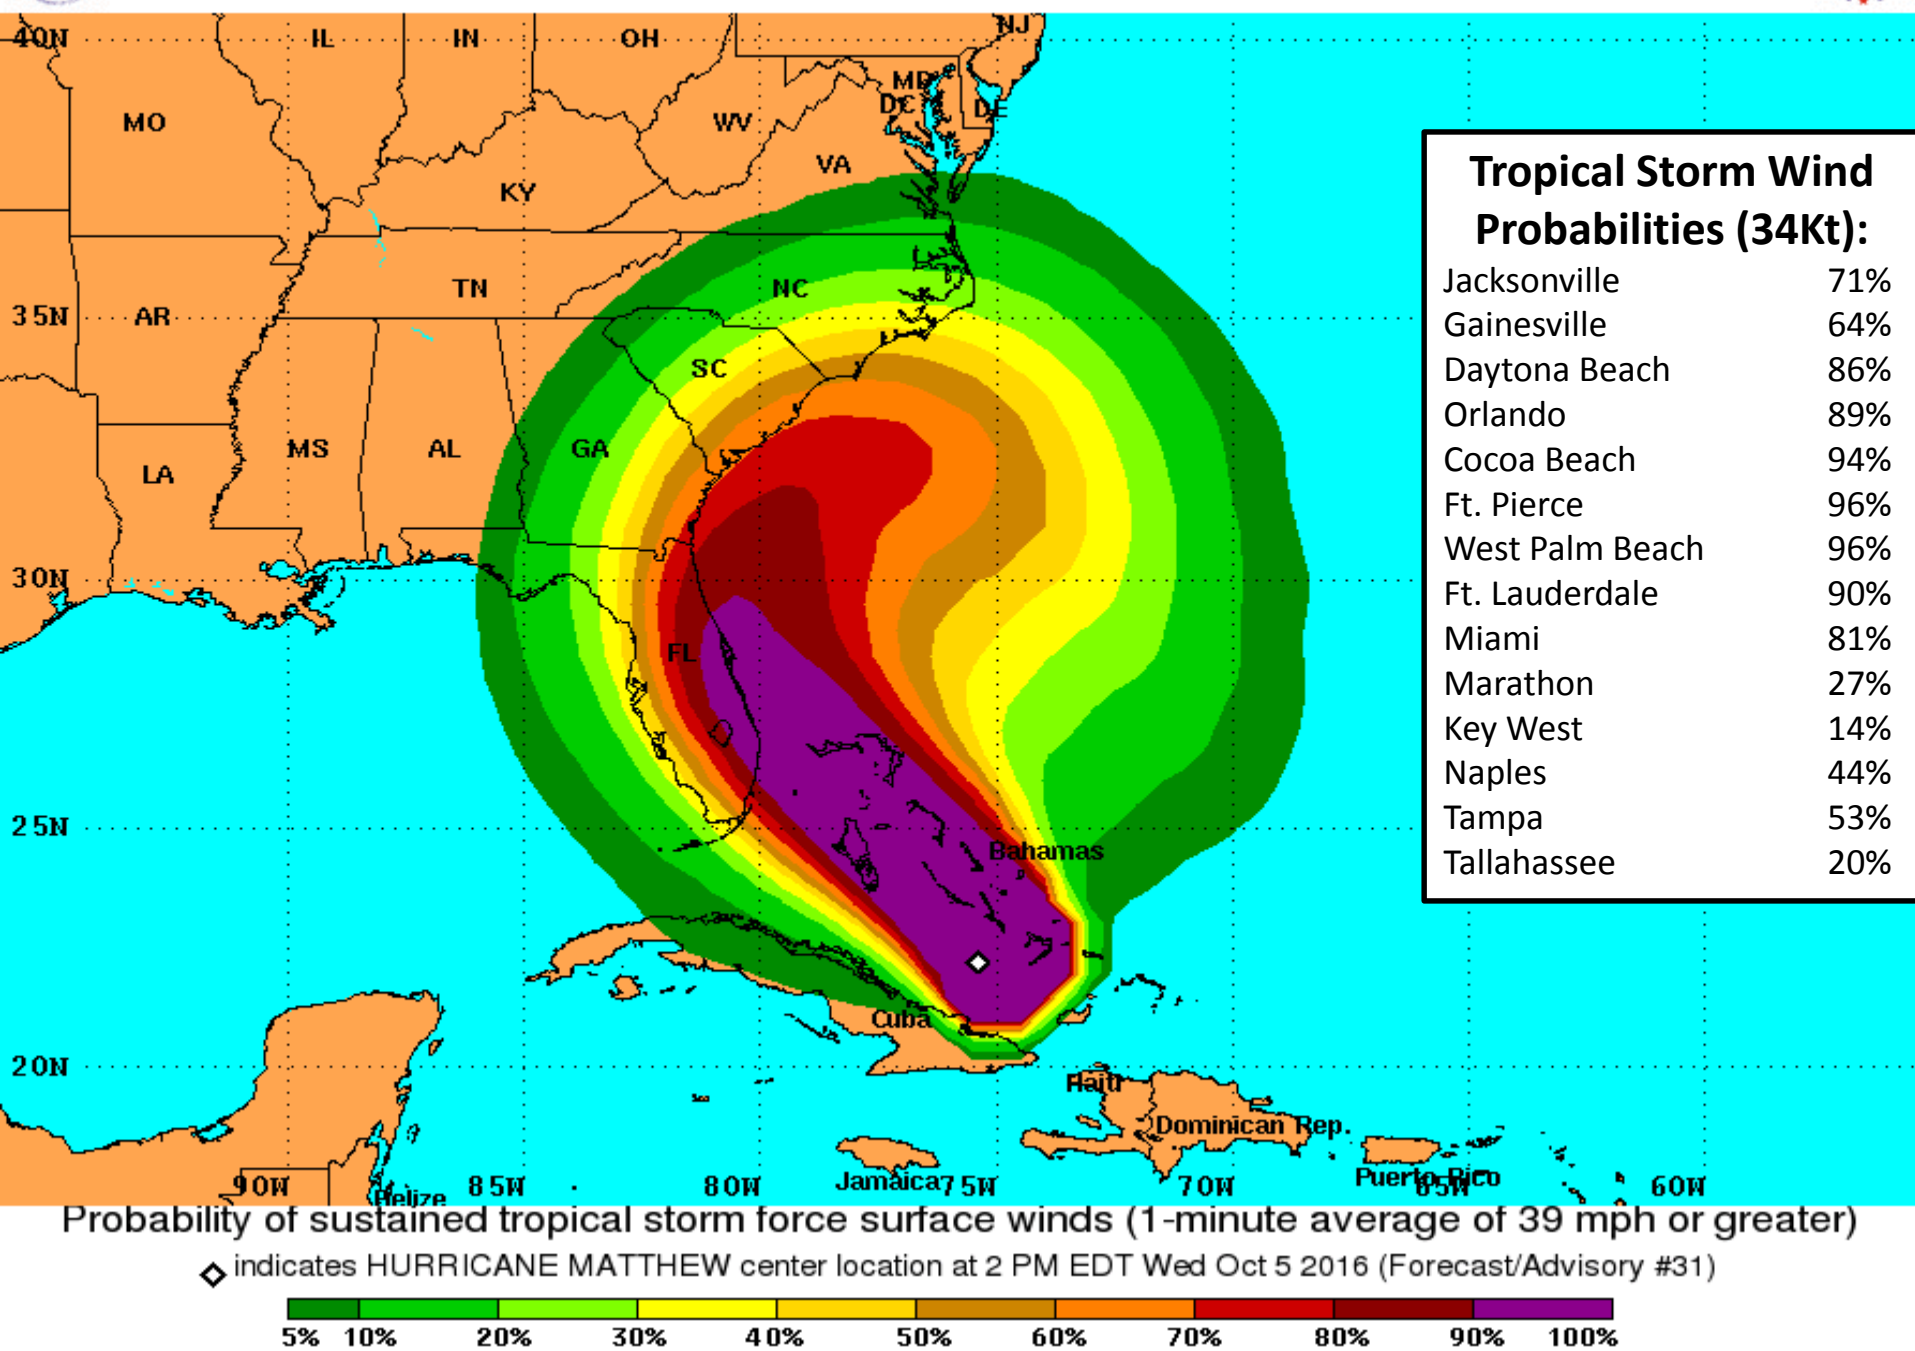 40N
IL
IN
OH
NJ
MO
WV
MD
DC
DE
VA
KY
TN
NC
35N
AR
SC
MS
AL
GA
LA
30N
FL
25N
Bahamas
Cuba
20N
Haiti
Dominican Rep.
Jamaica
Puerto Rico
Belize
90W
85W
80W
75W
70W
65W
60W
Tropical Storm Wind
Probabilities (34Kt):
Jacksonville 71%
Gainesville 64%
Daytona Beach 86%
Orlando 89%
Cocoa Beach 94%
Ft. Pierce 96%
West Palm Beach 96%
Ft. Lauderdale 90%
Miami 81%
Marathon 27%
Key West 14%
Naples 44%
Tampa 53%
Tallahassee 20%
Probability of sustained tropical storm force surface winds (1-minute average of 39 mph or greater)
indicates HURRICANE MATTHEW center location at 2 PM EDT Wed Oct 5 2016 (Forecast/Advisory #31)
5% 10% 20% 30% 40% 50% 60% 70% 80% 90% 100%